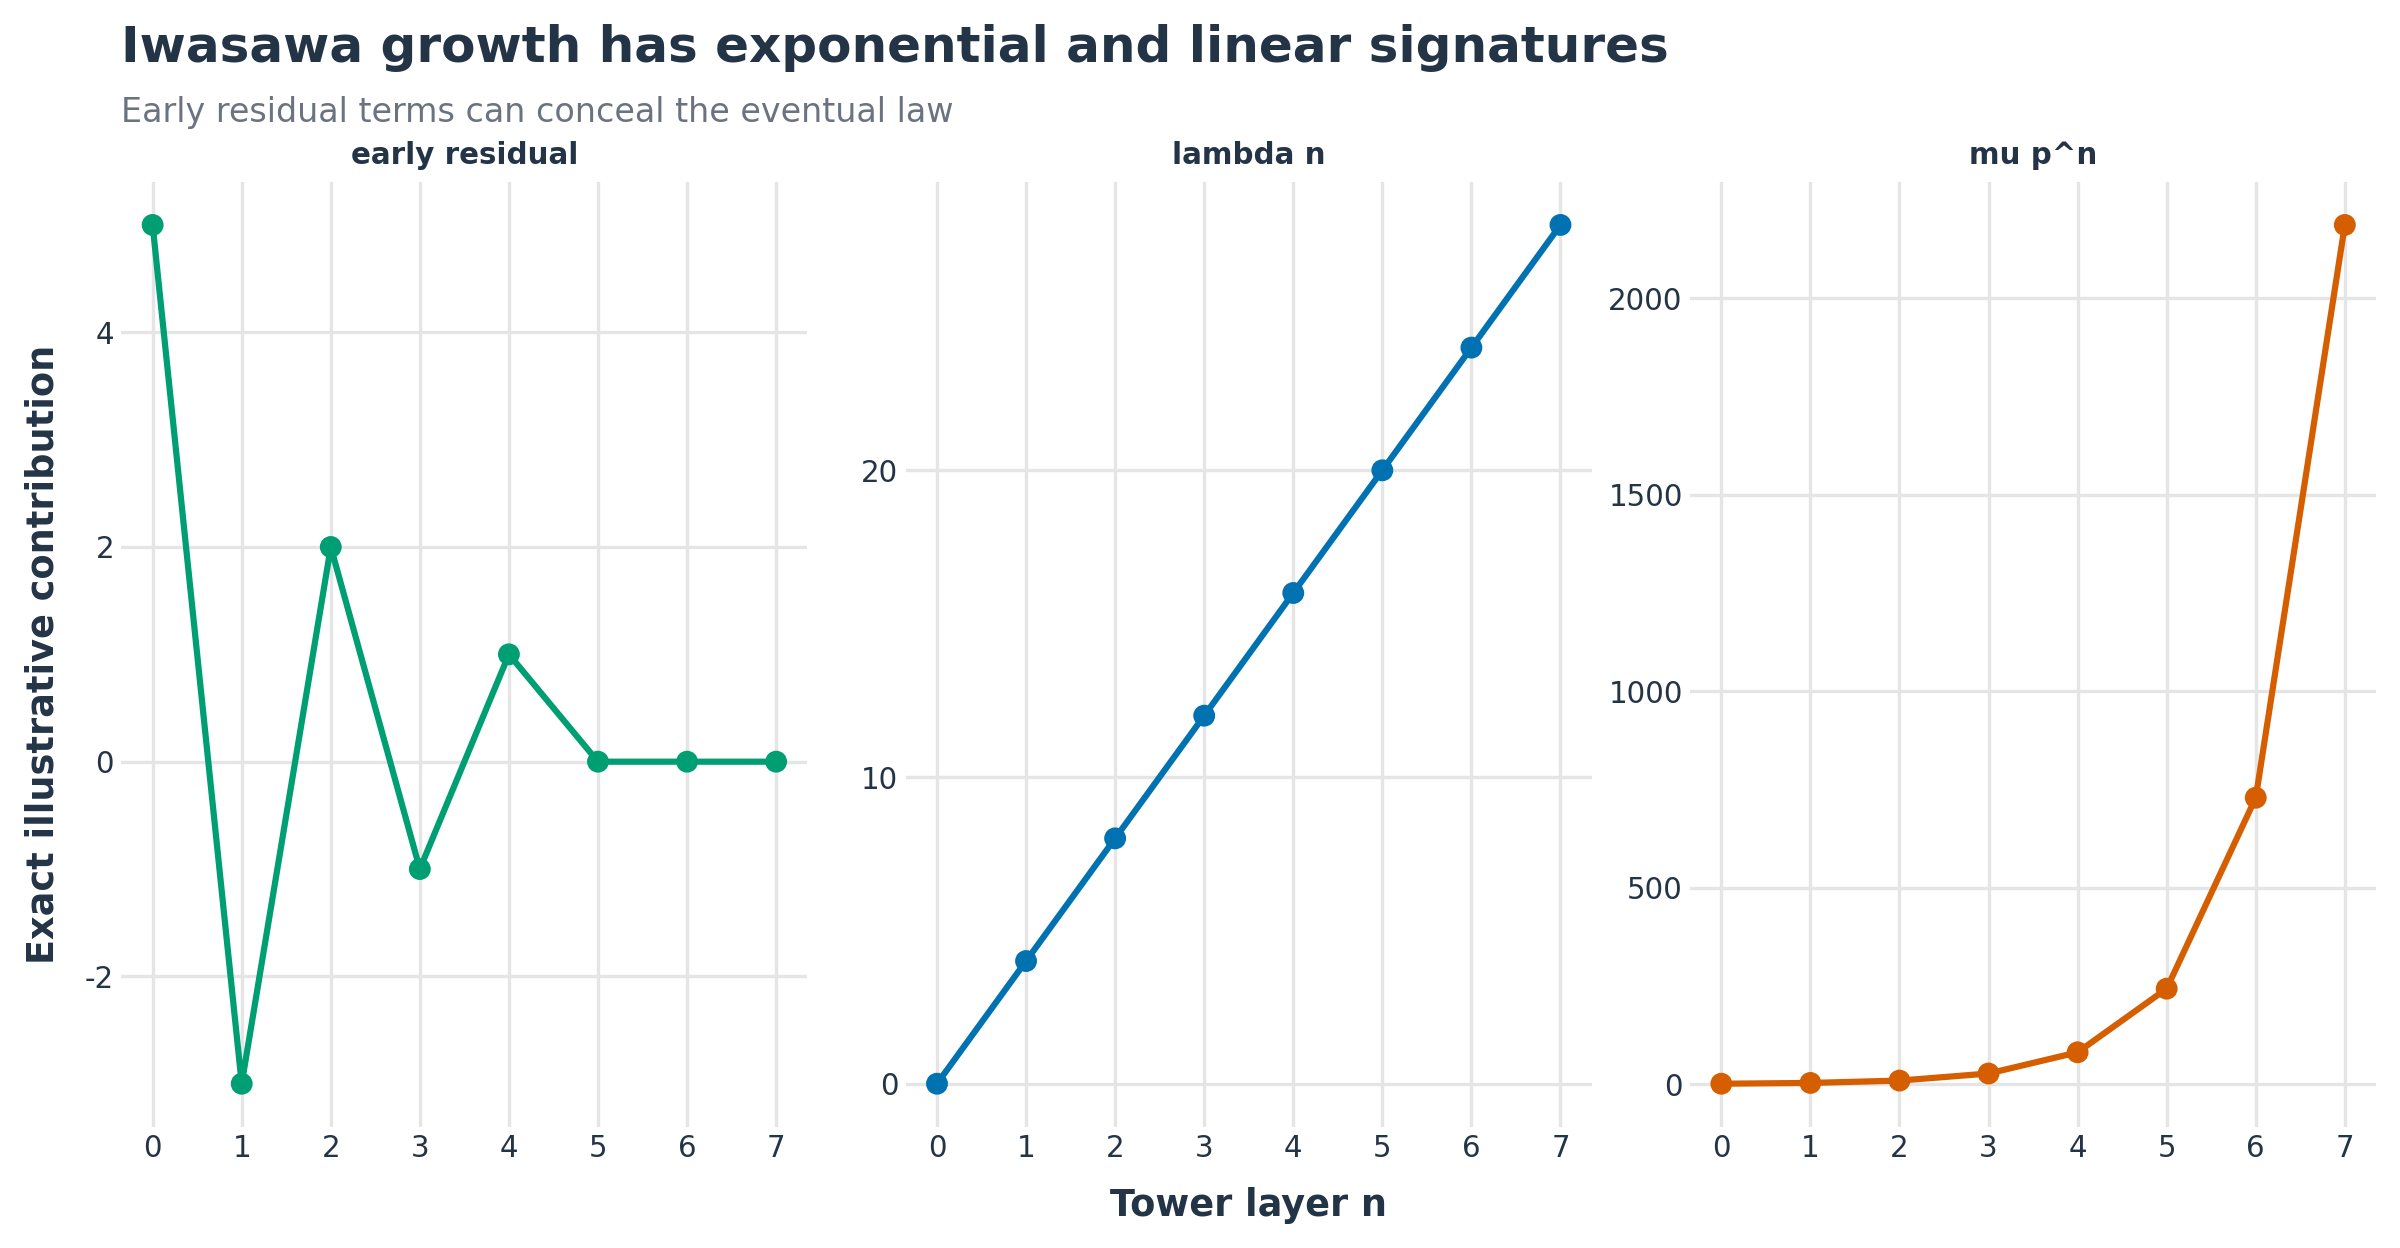 Iwasawa growth has exponential and linear signatures
Early residual terms can conceal the eventual law
early residual
lambda n
mu p^n
Exact illustrative contribution
4
2
0
-2
0 1 2 3 4 5 6 7
20
10
0
0 1 2 3 4 5 6 7
2000
1500
1000
500
0
0 1 2 3 4 5 6 7
Tower layer n